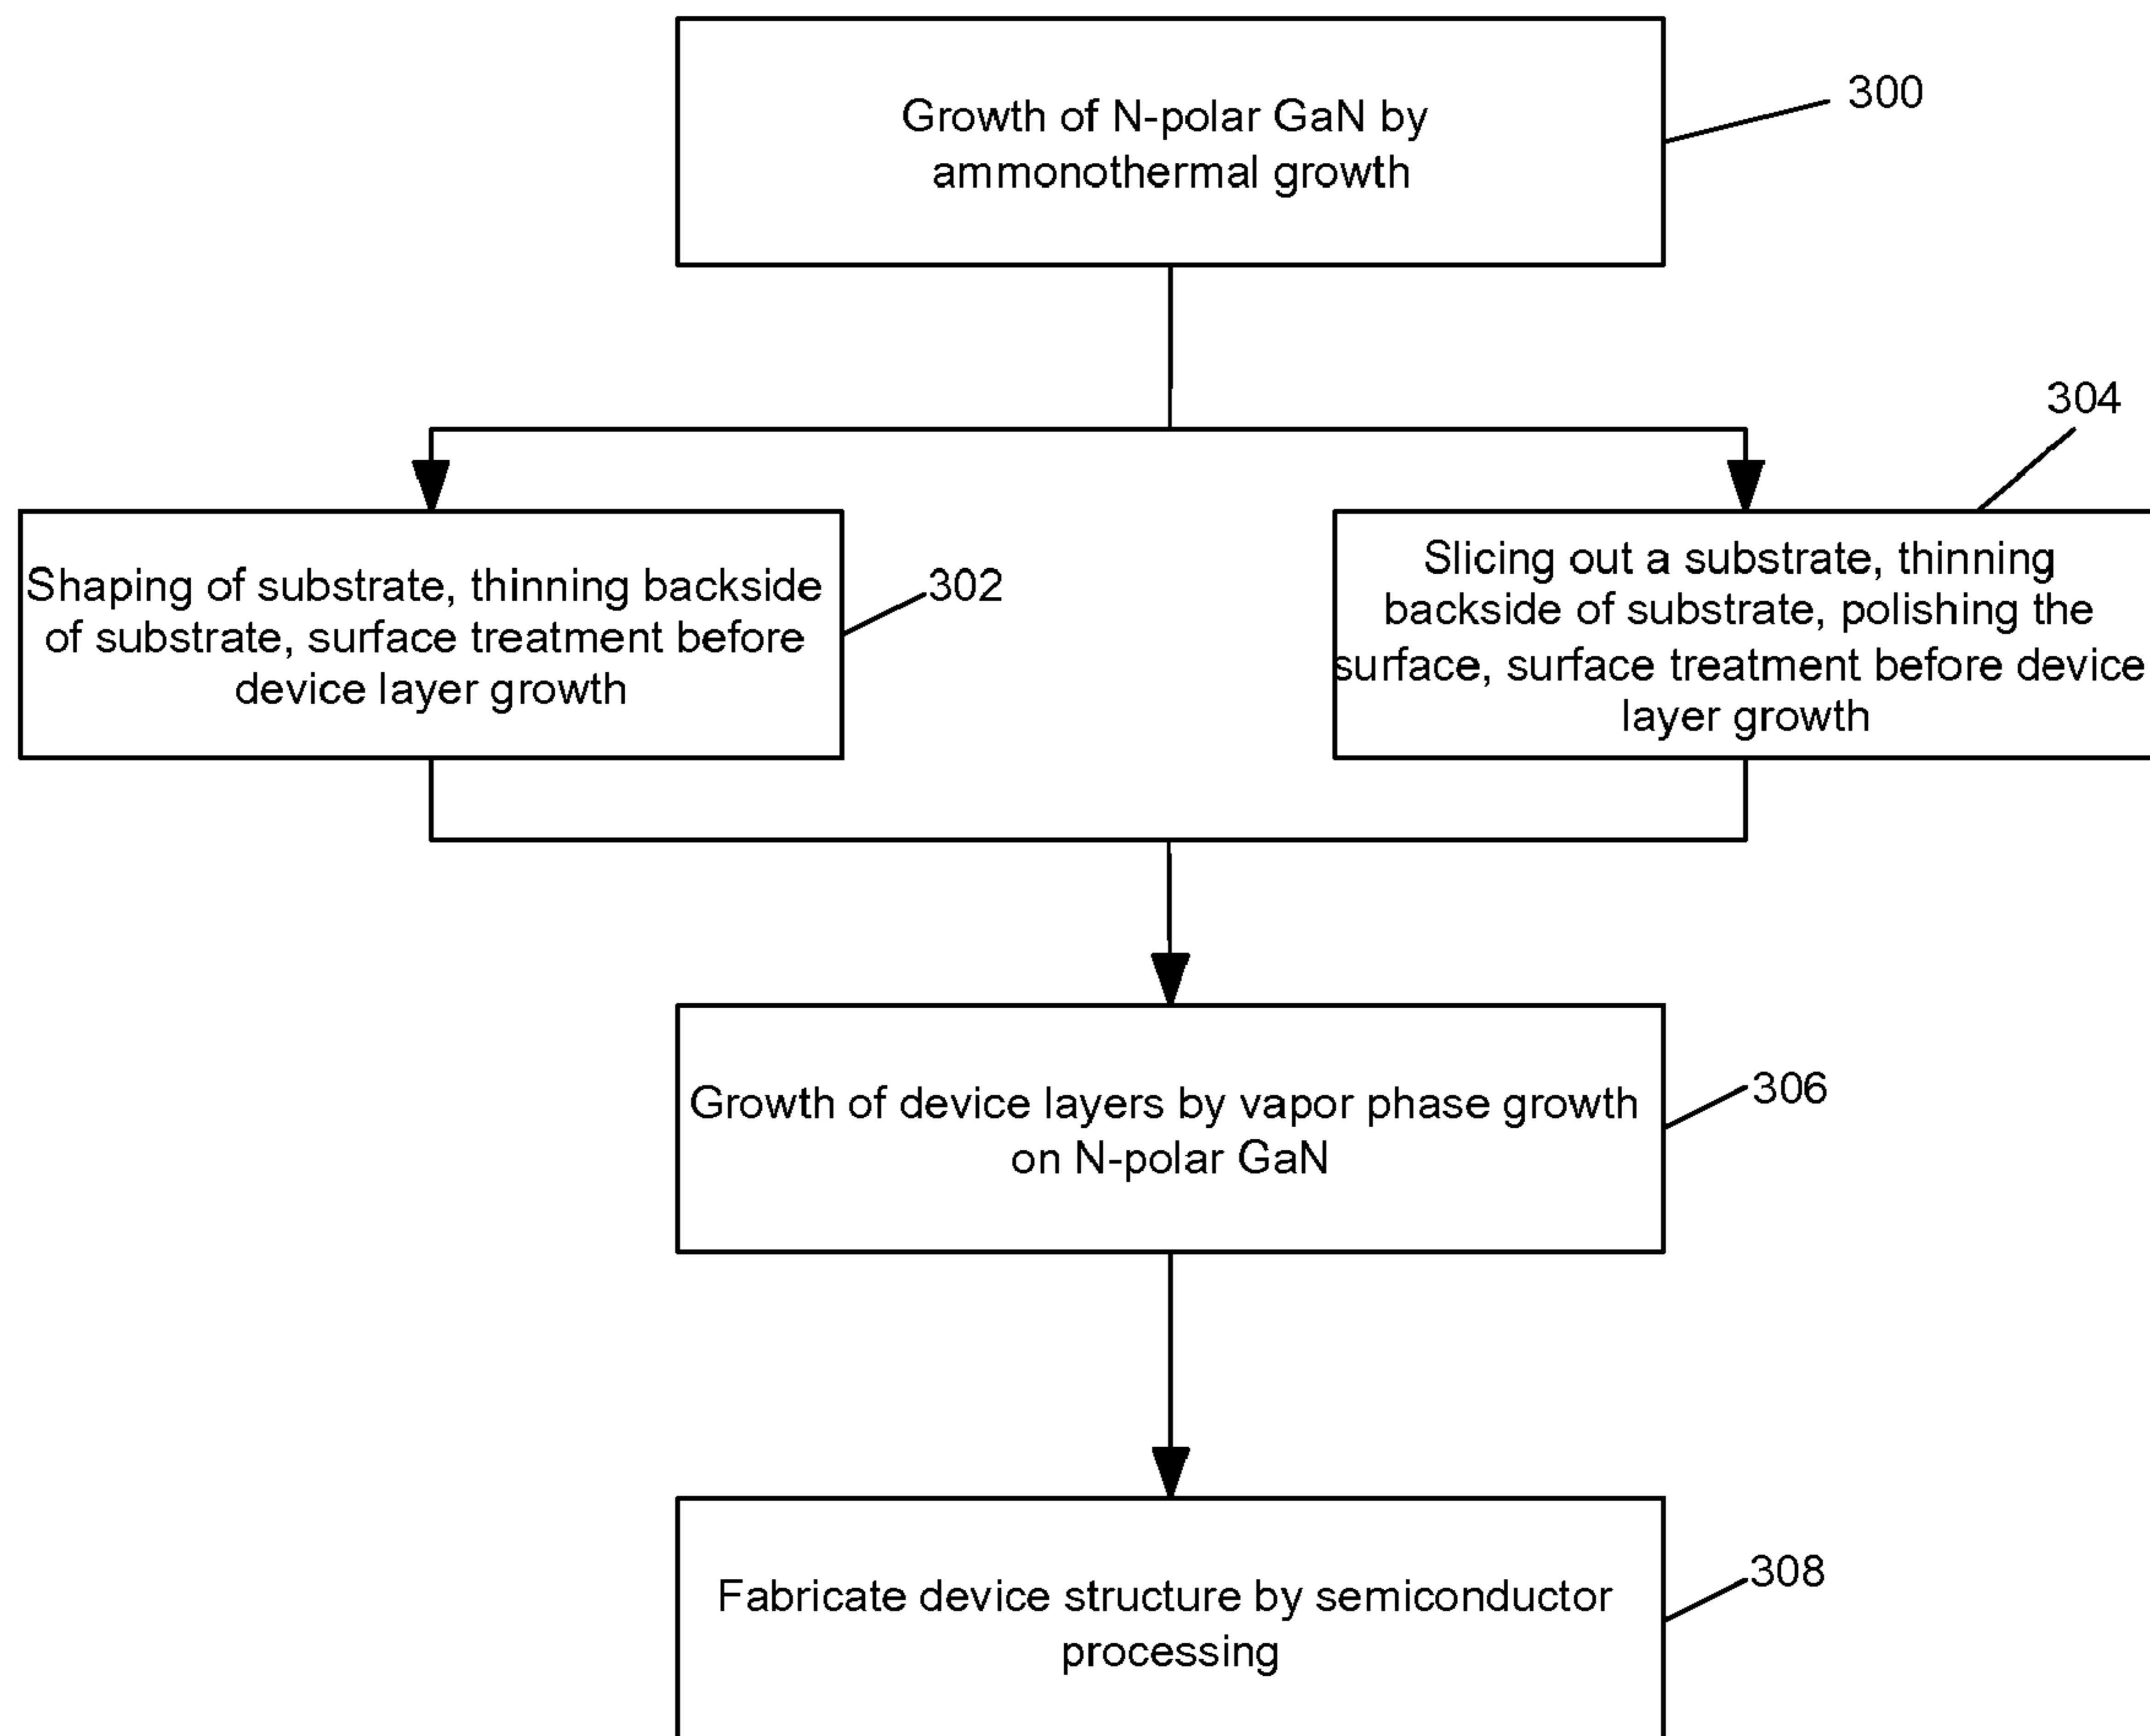 Growth of N-polar GaN by
ammonothermal growth
300
304
Shaping of substrate, thinning backside
of substrate, surface treatment before
device layer growth
302
Slicing out a substrate, thinning
backside of substrate, polishing the
surface, surface treatment before device
layer growth
Growth of device layers by vapor phase growth
on N-polar GaN
306
Fabricate device structure by semiconductor
processing
308